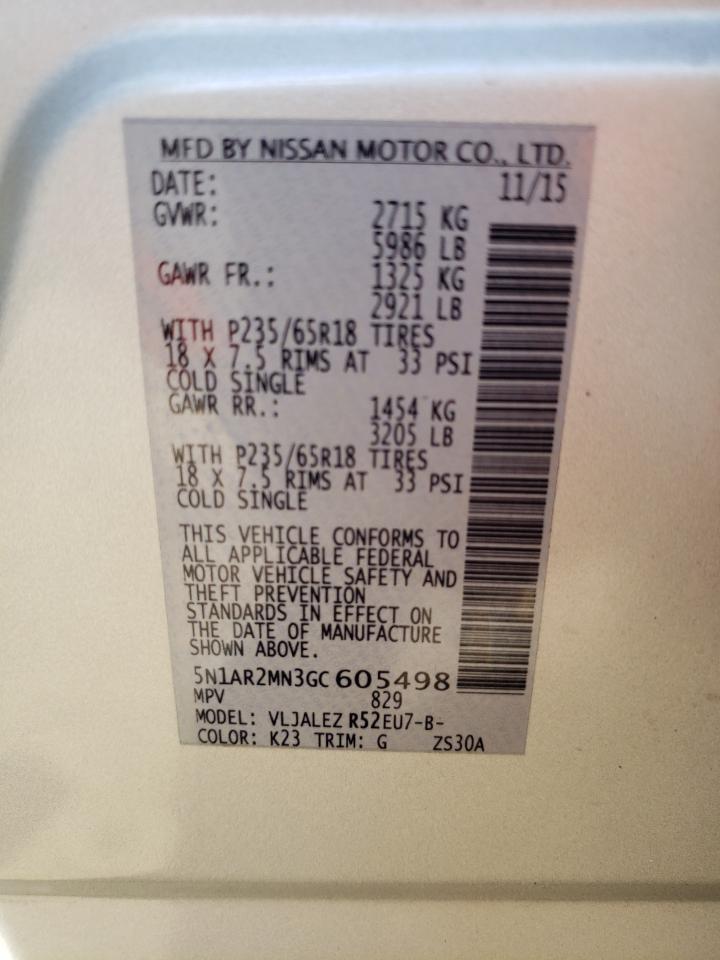 MFD BY NISSAN MOTOR CO., LTD.
DATE: 11/15
GVWR: 2715 KG
5986 LB
GAWR FR.: 1325 KG
2921 LB
WITH P235/65R18 TIRES
18 X 7.5 RIMS AT 33 PSI
COLD SINGLE
GAWR RR.: 1454 KG
3205 LB
WITH P235/65R18 TIRES
18 X 7.5 RIMS AT 33 PSI
COLD SINGLE
THIS VEHICLE CONFORMS TO
ALL APPLICABLE FEDERAL
MOTOR VEHICLE SAFETY AND
THEFT PREVENTION
STANDARDS IN EFFECT ON
THE DATE OF MANUFACTURE
SHOWN ABOVE.
5N1AR2MN3GC605498
MPV 829
MODEL: VLJALEZ R52EU7-B-
COLOR: K23 TRIM: G ZS30A